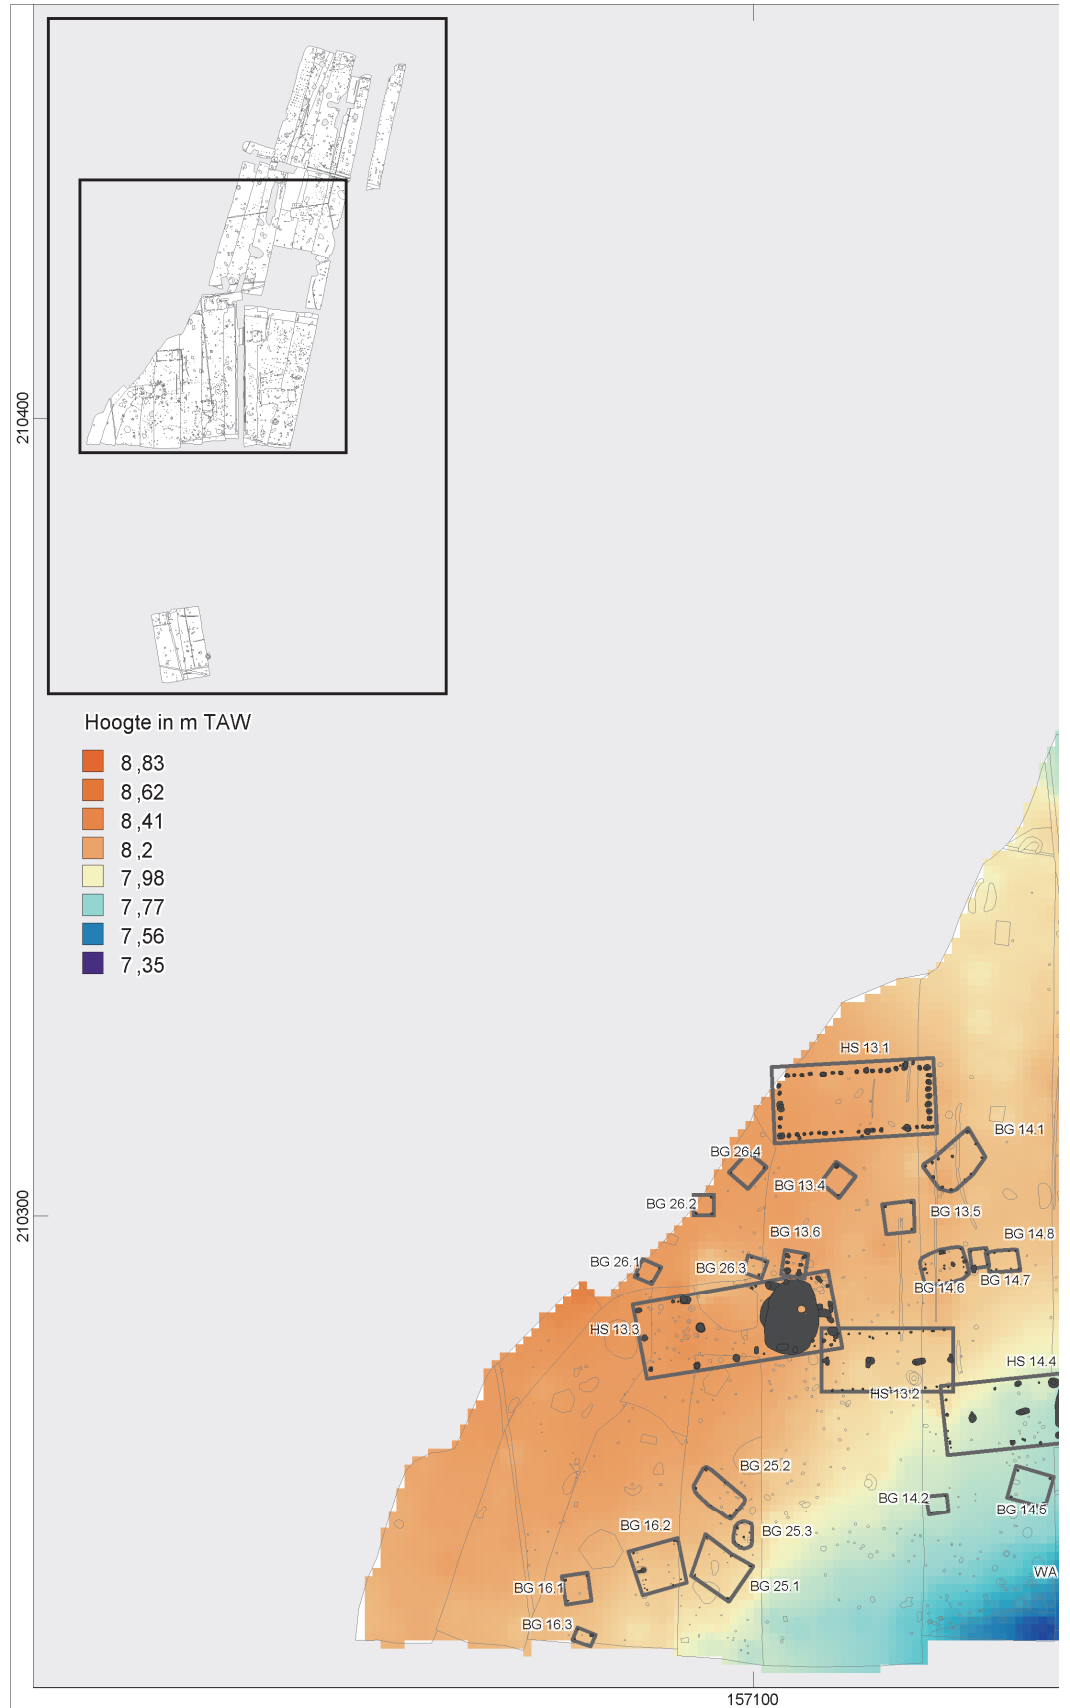 210400
Hoogte in m TAW
8 ,83
8 ,62
8 ,41
8 ,2
7 ,98
7 ,77
7 ,56
7 ,35
HS 13.1
BG 14.1
BG 26.4
BG 13.4
BG 26.2
BG 13.5
210300
BG 13.6
BG 14.8
BG 26.1
BG 26.3
BG 14.7
BG 14.6
HS 13.3
HS 14.4
HS 13.2
BG 25.2
BG 14.2
BG 14.5
BG 16.2
BG 25.3
WA
BG 16.1
BG 25.1
BG 16.3
157100